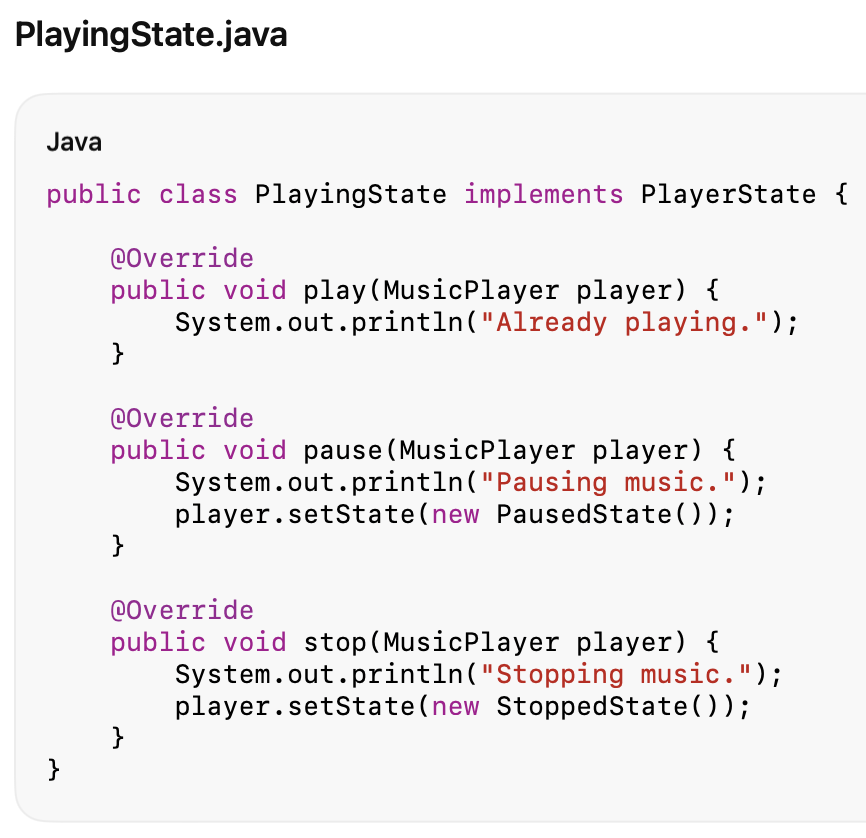 PlayingState.java
Java
public class PlayingState implements PlayerState {
@Override
public void play(MusicPlayer player) {
System.out.println("Already playing.");
}
@Override
public void pause(MusicPlayer player) {
System.out.println("Pausing music.");
player.setState(new PausedState());
}
@Override
public void stop(MusicPlayer player) {
System.out.println("Stopping music.");
player.setState(new StoppedState());
}
}